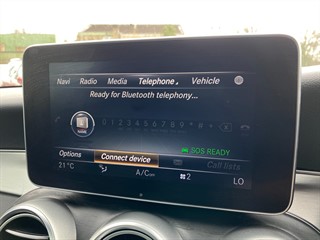 Navi Radio Media Telephone Vehicle
Ready for Bluetooth telephony...
0 1 2 3 4 5 6 7 8 9 * # +
SOS READY
Options Connect device Call lists
21°C A/C LO
2